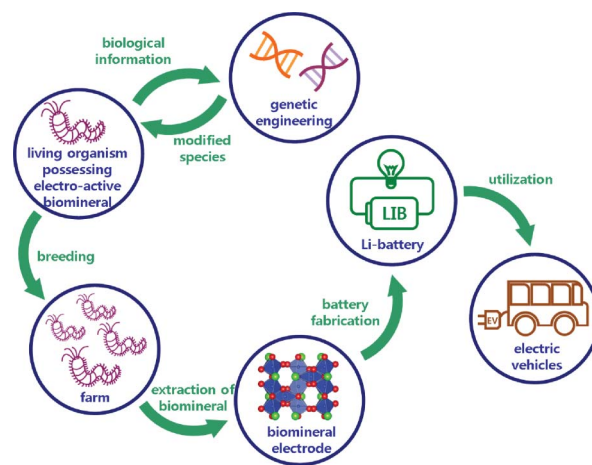 biological
information
genetic
engineering
modified
species
living organism
possessing
electro-active
biomineral
breeding
farm
extraction of
biomineral
biomineral
electrode
battery
fabrication
LIB
Li-battery
utilization
EV
electric
vehicles